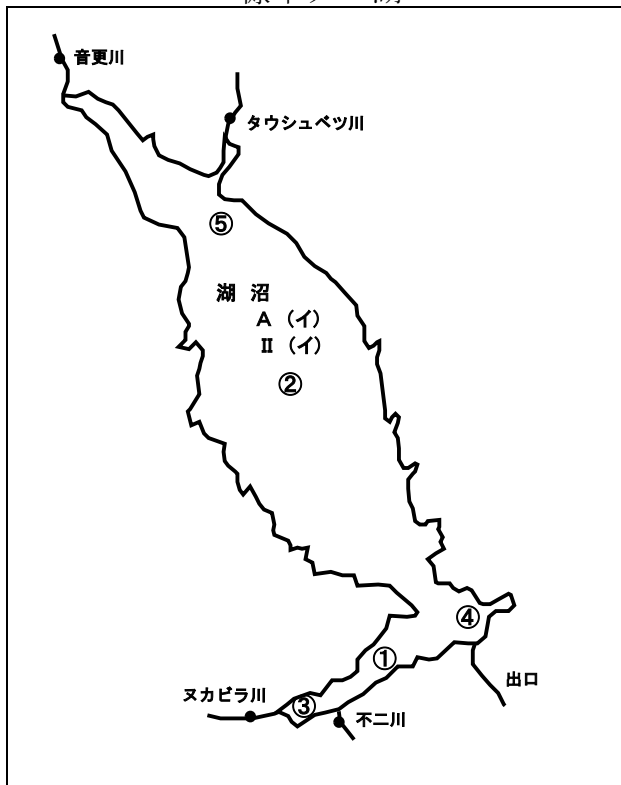 音更川
タウシュベツ川
⑤
湖 沼
A (イ)
Ⅱ (イ)
②
④
①
出口
ヌカビラ川
③
不二川